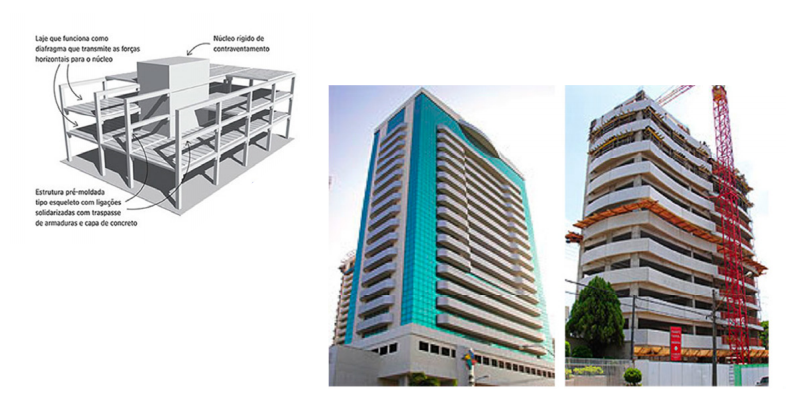 Laje que funciona como
diafragma que transmite as forças
horizontais para o núcleo
Núcleo rígido de
contraventamento
Estrutura pré-moldada
tipo esqueleto com ligações
solidarizadas com traspasse
de armaduras e capa de concreto